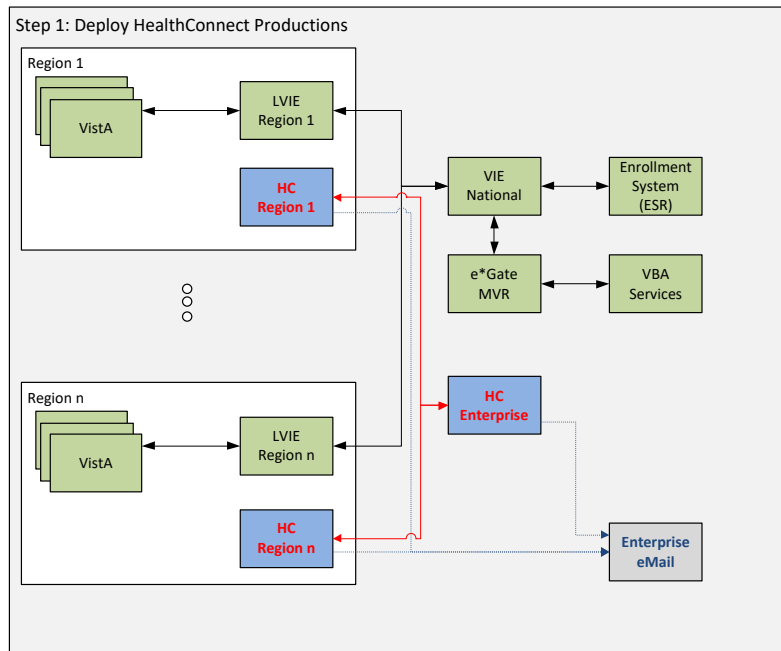 Step 1: Deploy HealthConnect Productions
Region 1
VistA
LVIE
Region 1
HC
Region 1
VIE
National
Enrollment
System
(ESR)
e*Gate
MVR
VBA
Services
Region n
VistA
LVIE
Region n
HC
Region n
HC
Enterprise
Enterprise
eMail